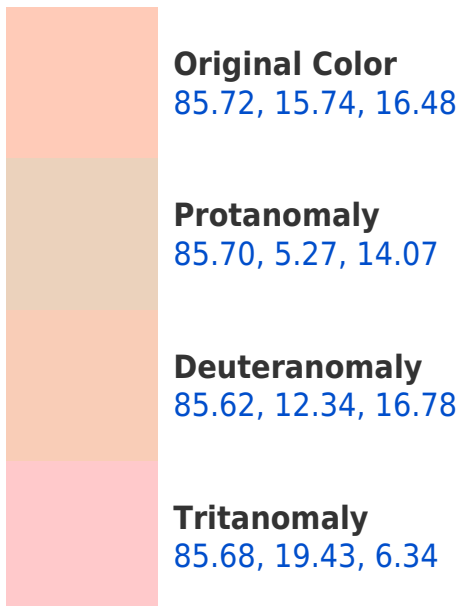 Original Color
85.72, 15.74, 16.48
Protanomaly
85.70, 5.27, 14.07
Deuteranomaly
85.62, 12.34, 16.78
Tritanomaly
85.68, 19.43, 6.34